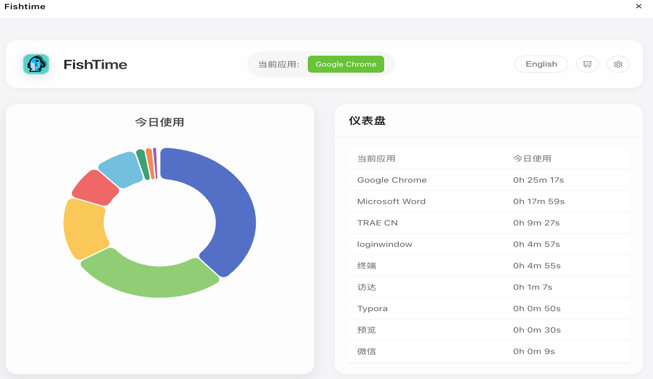 Fishtime
FishTime
当前应用: Google Chrome
English
今日使用
仪表盘
当前应用 今日使用
Google Chrome 0h 25m 17s
Microsoft Word 0h 17m 59s
TRAE CN 0h 9m 27s
loginwindow 0h 4m 57s
终端 0h 4m 55s
访达 0h 1m 7s
Typora 0h 0m 50s
预览 0h 0m 30s
微信 0h 0m 9s